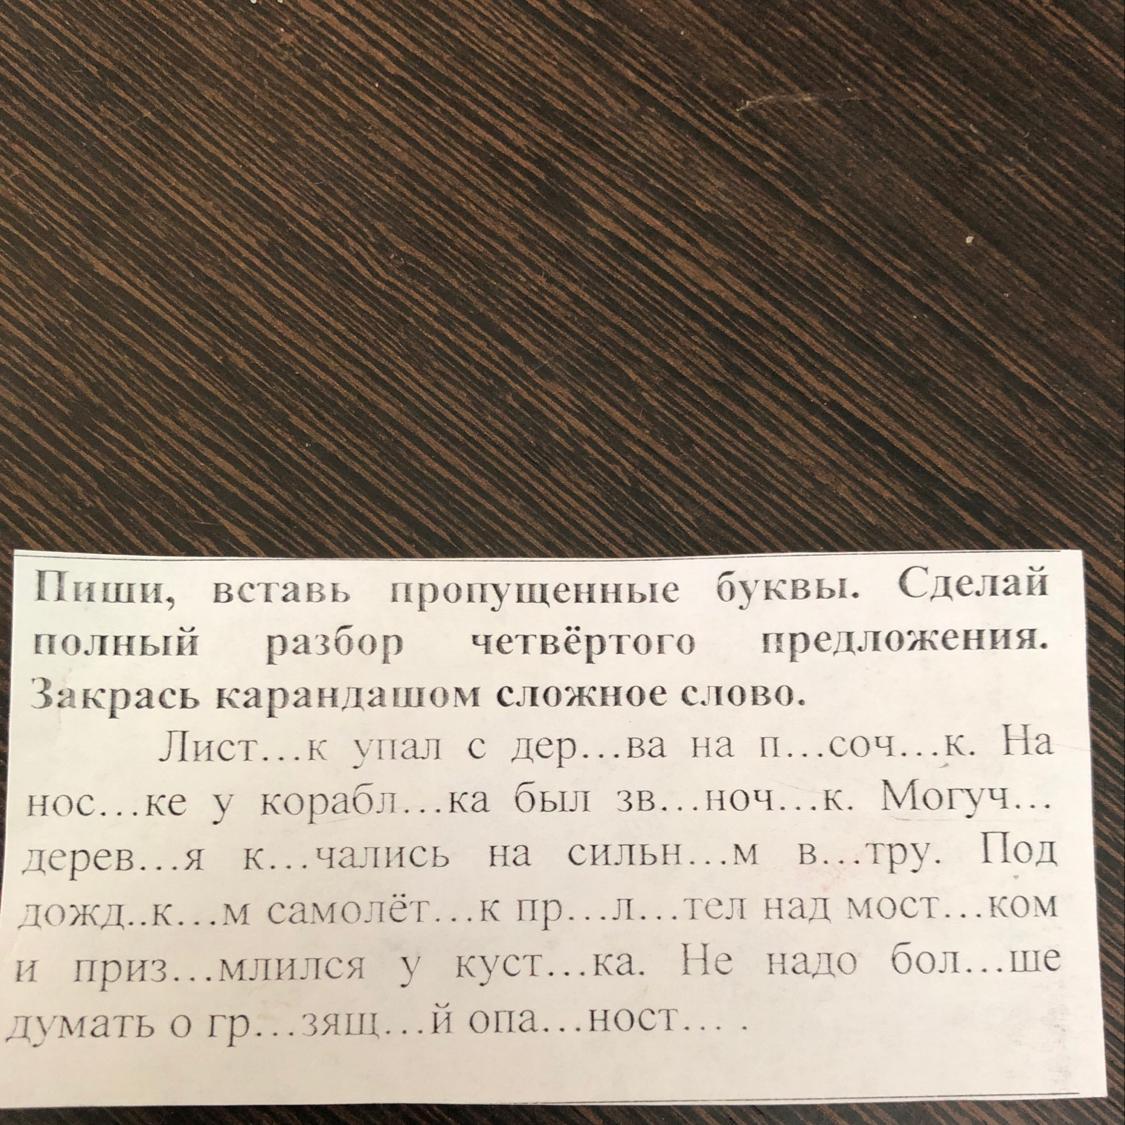 Пиши, вставь пропущенные буквы. Сделай
полный разбор четвёртого предложения.
Закрась карандашом сложное слово.
Лист…к упал с дер…ва на п…соч…к. На
нос…ке у корабл…ка был зв…ноч…к. Могуч…
дерев…я к…чались на сильн…м в…тру. Под
дожд..к…м самолёт…к пр…л…тел над мост…ком
и приз…млился у куст…ка. Не надо бол…ше
думать о гр…зящ…й опа…ност… .